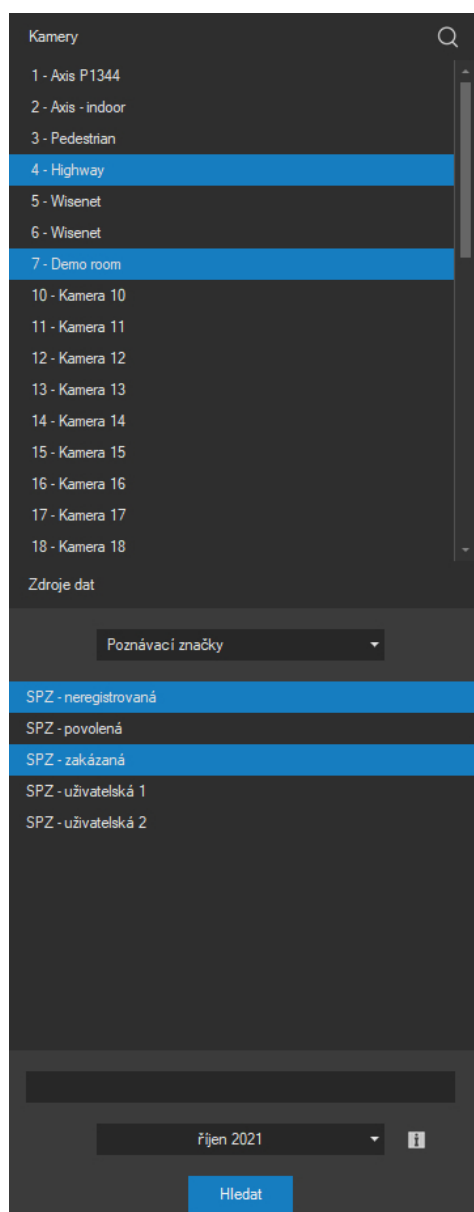 Kamery
1 - Axis P1344
2 - Axis - indoor
3 - Pedestrian
4 - Highway
5 - Wisenet
6 - Wisenet
7 - Demo room
10 - Kamera 10
11 - Kamera 11
12 - Kamera 12
13 - Kamera 13
14 - Kamera 14
15 - Kamera 15
16 - Kamera 16
17 - Kamera 17
18 - Kamera 18
Zdroje dat
Poznávací značky
SPZ - neregistrovaná
SPZ - povolená
SPZ - zakázaná
SPZ - uživatelská 1
SPZ - uživatelská 2
říjen 2021
Hledat